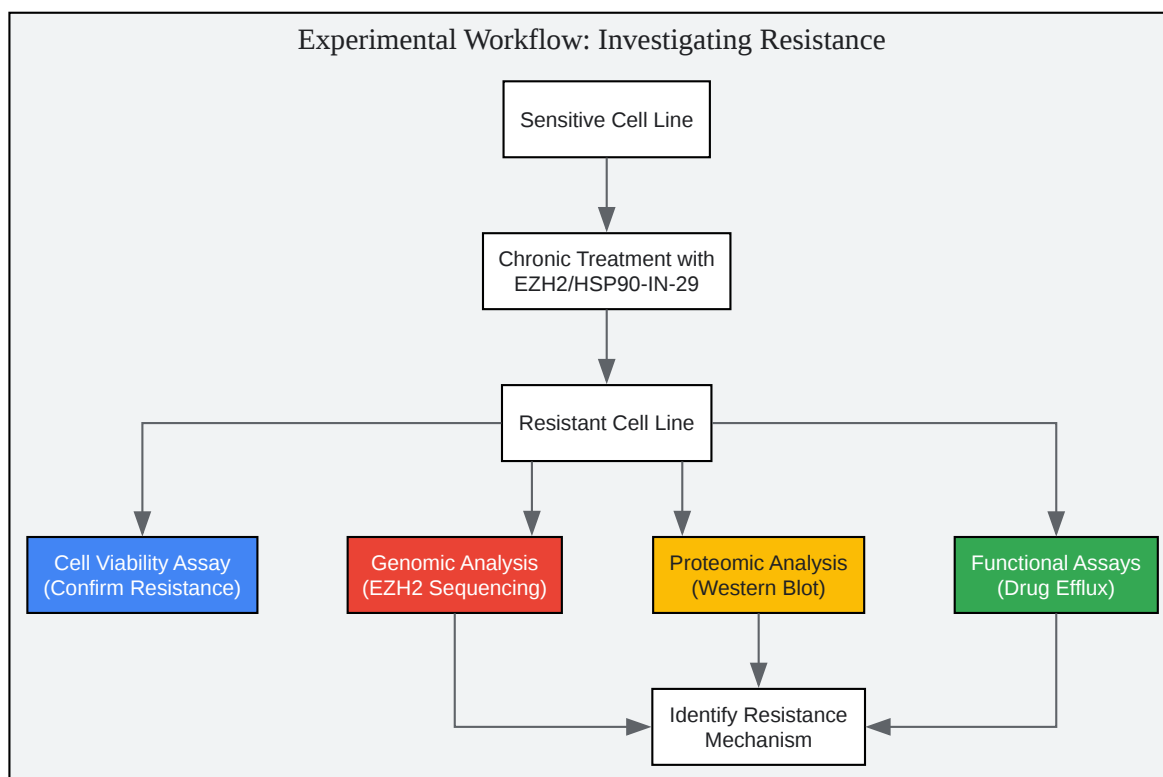 Experimental Workflow: Investigating Resistance
Sensitive Cell Line
Chronic Treatment with
EZH2/HSP90-IN-29
Resistant Cell Line
Cell Viability Assay
(Confirm Resistance)
Genomic Analysis
(EZH2 Sequencing)
Proteomic Analysis
(Western Blot)
Functional Assays
(Drug Efflux)
Identify Resistance
Mechanism